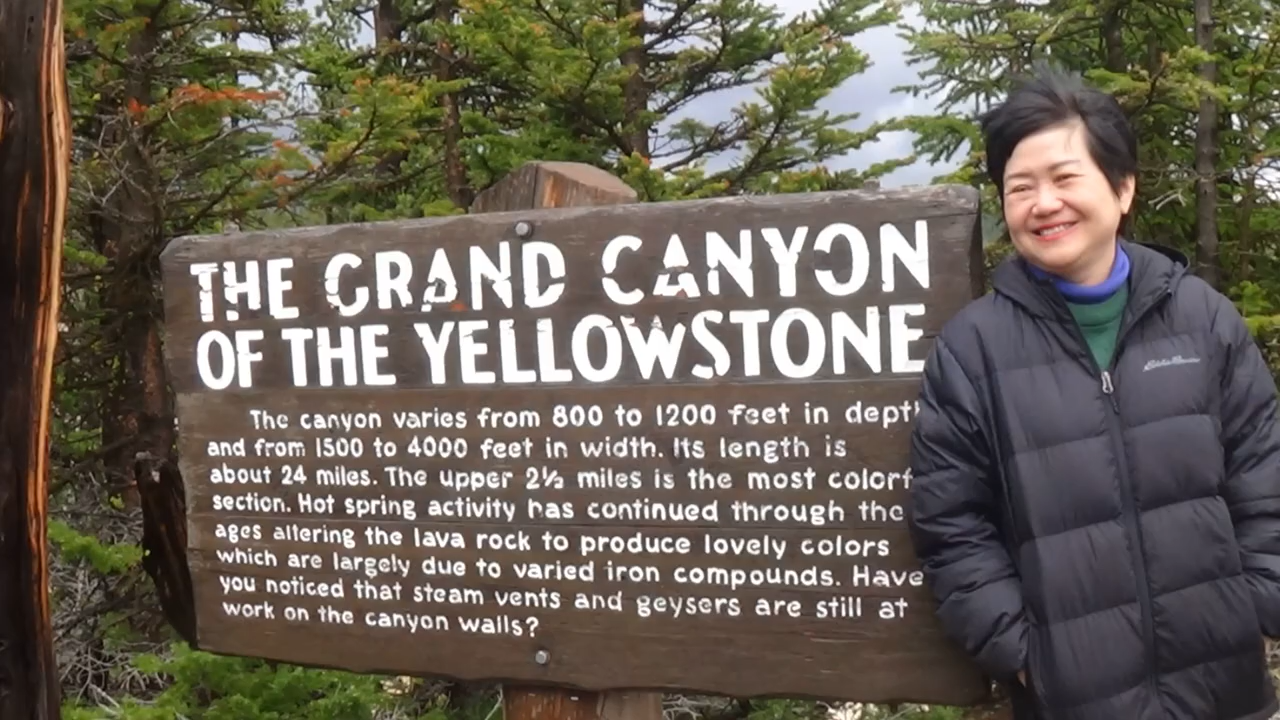 THE GRAND CANYON
OF THE YELLOWSTONE
The canyon varies from 800 to 1200 feet in depth
and from 1500 to 4000 feet in width. Its length is
about 24 miles. The upper 2½ miles is the most colorf
section. Hot spring activity has continued through the
ages altering the lava rock to produce lovely colors
which are largely due to varied iron compounds. Have
you noticed that steam vents and geysers are still at
work on the canyon walls?
Eddie Bauer